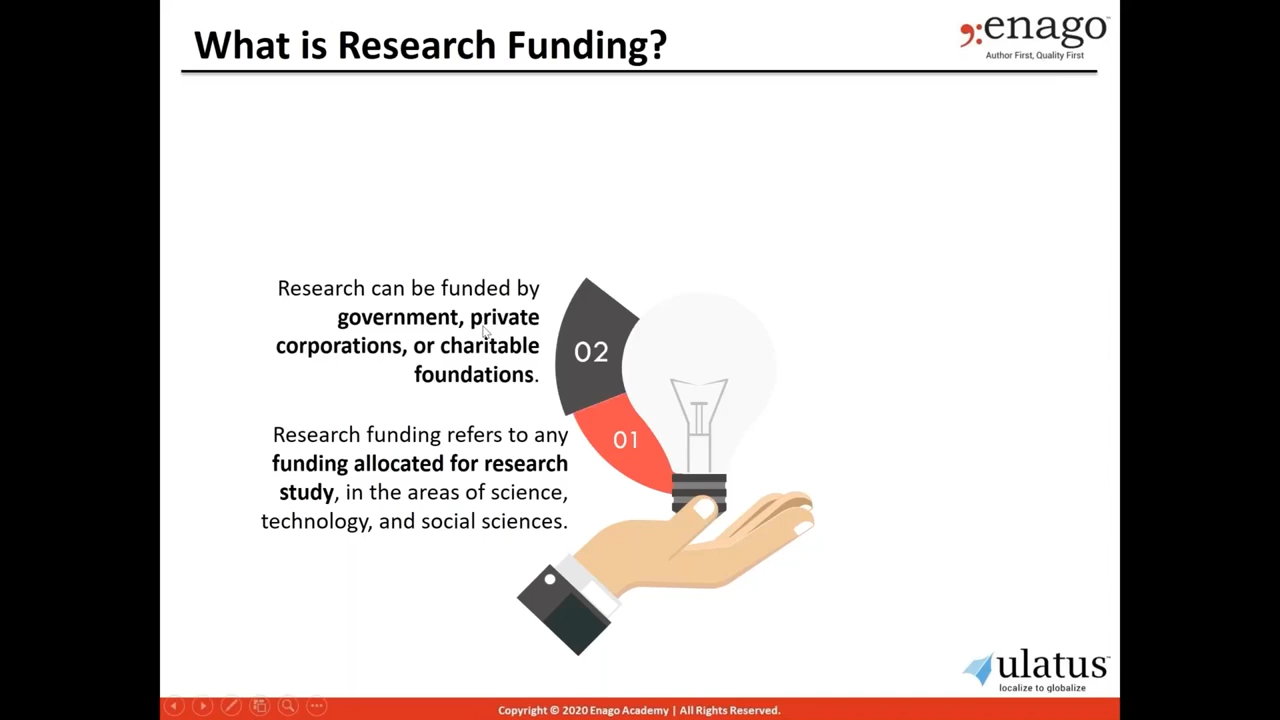 What is Research Funding?
enago™
Author First, Quality First
Research can be funded by
government, private
corporations, or charitable
foundations.
02
01
Research funding refers to any
funding allocated for research
study, in the areas of science,
technology, and social sciences.
ulatus™
localize to globalize
Copyright © 2020 Enago Academy | All Rights Reserved.